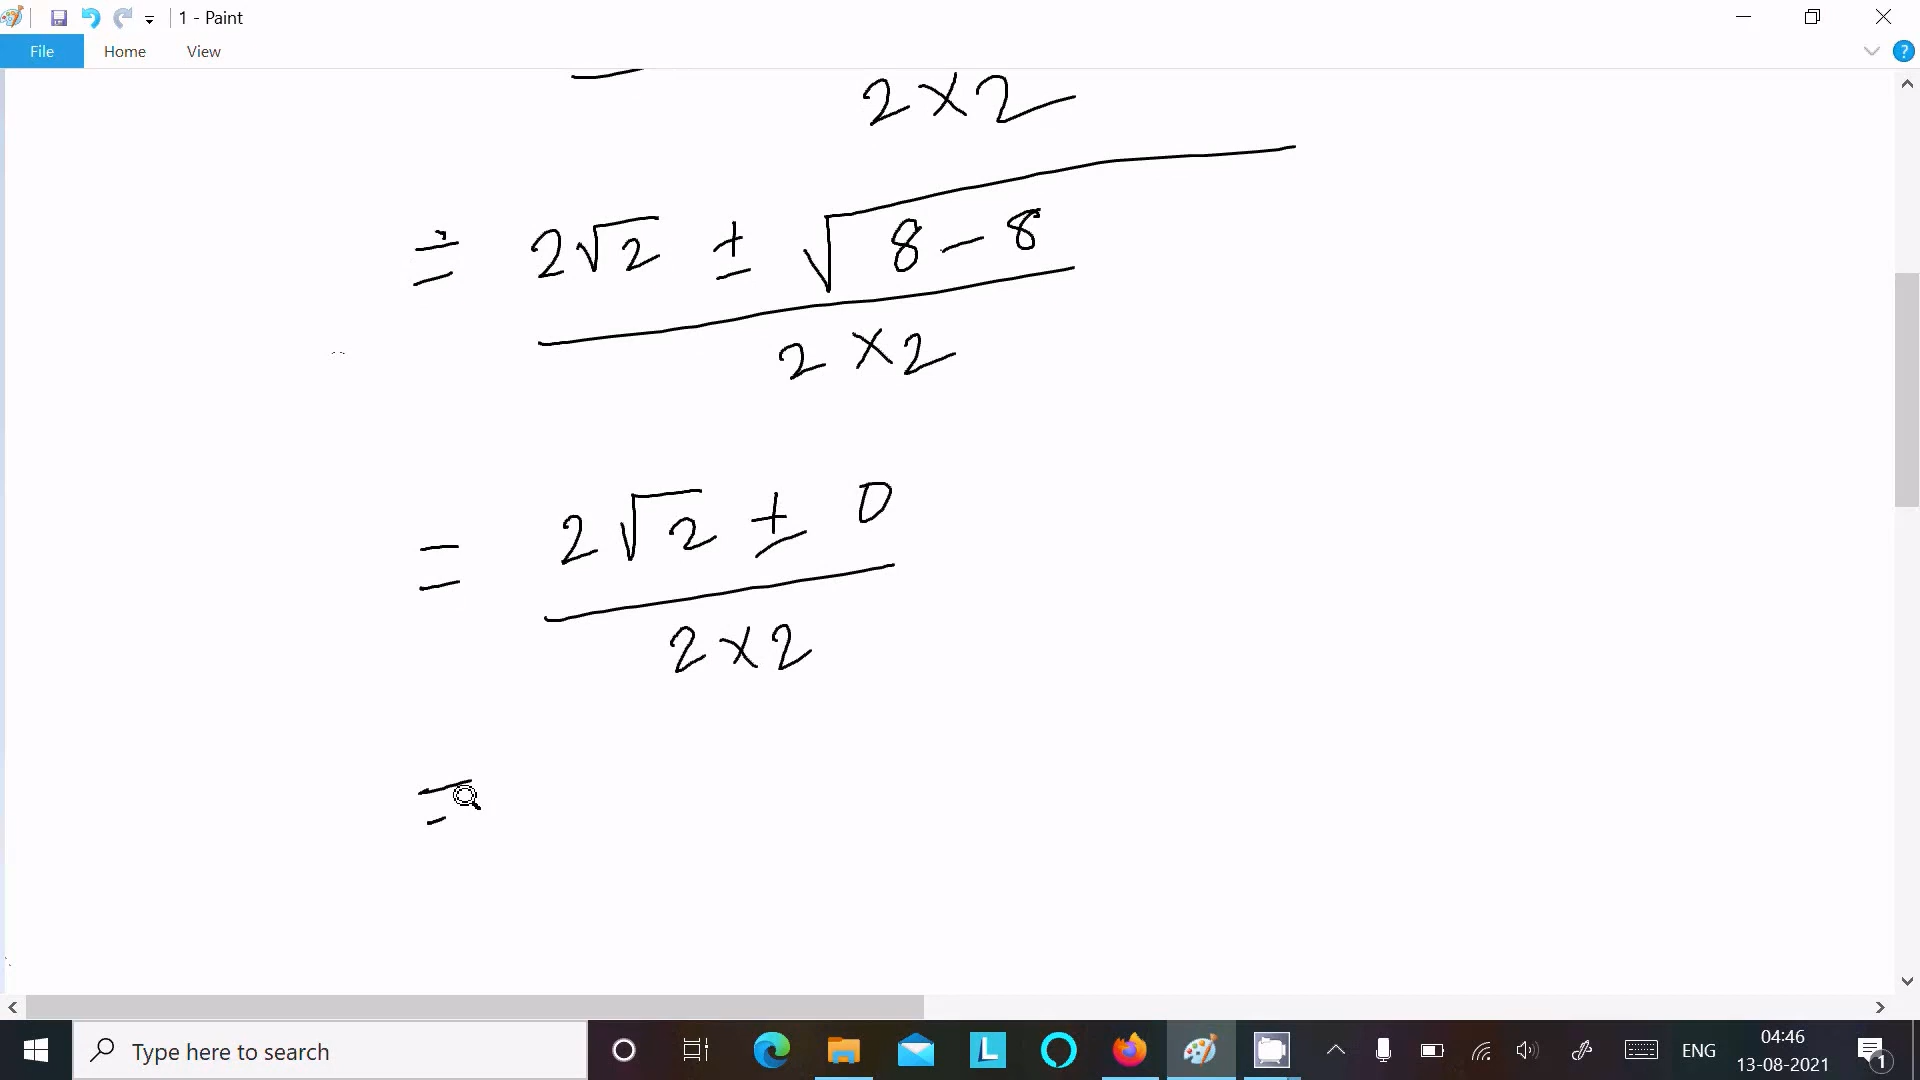 1 - Paint
File Home View
2 × 2
= 2√2 ± √8 - 8
2 × 2
= 2√2 ± 0
2 × 2
=
Type here to search
ENG
04:46
13-08-2021
1